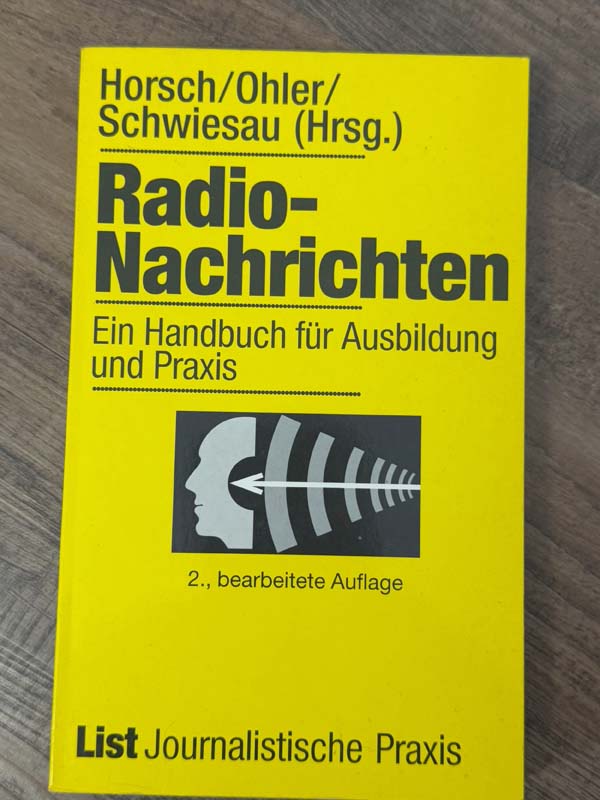 Horsch/Ohler/
Schwiesau (Hrsg.)
Radio-
Nachrichten
Ein Handbuch für Ausbildung
und Praxis
2., bearbeitete Auflage
List Journalistische Praxis